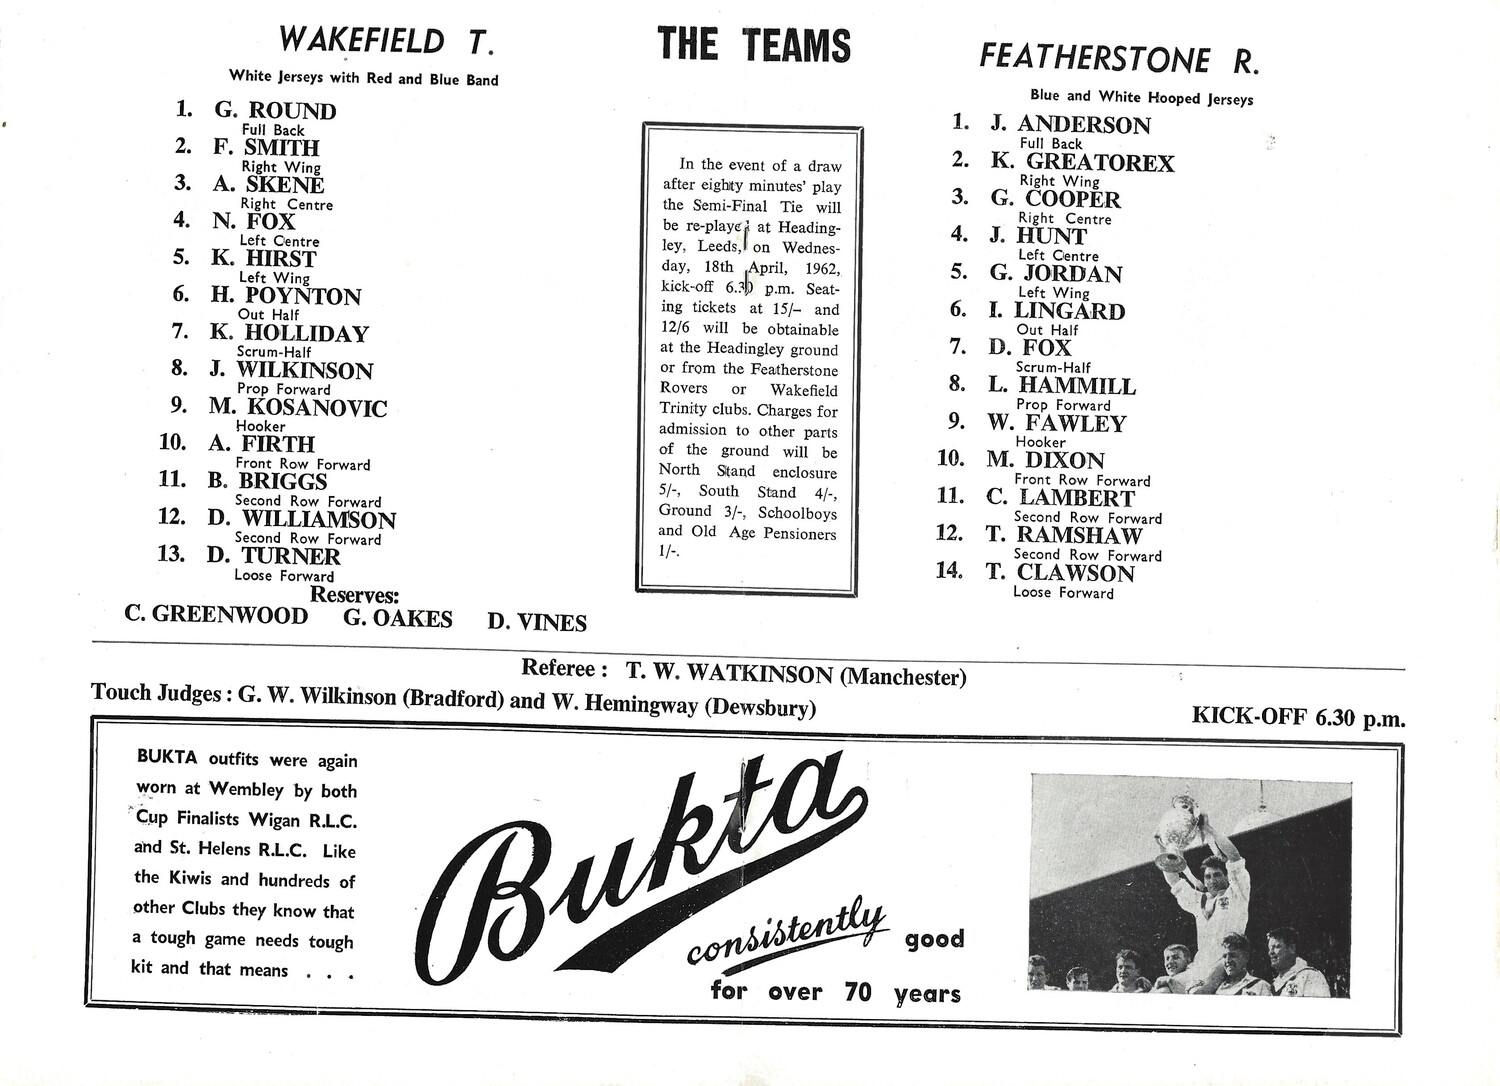 WAKEFIELD T.
White Jerseys with Red and Blue Band
1. G. ROUND
Full Back
2. F. SMITH
Right Wing
3. A. SKENE
Right Centre
4. N. FOX
Left Centre
5. K. HIRST
Left Wing
6. H. POYNTON
Out Half
7. K. HOLLIDAY
Scrum-Half
8. J. WILKINSON
Prop Forward
9. M. KOSANOVIC
Hooker
10. A. FIRTH
Front Row Forward
11. B. BRIGGS
Second Row Forward
12. D. WILLIAMSON
Second Row Forward
13. D. TURNER
Loose Forward
Reserves:
C. GREENWOOD G. OAKES D. VINES
THE TEAMS
In the event of a draw
after eighty minutes' play
the Semi-Final Tie will
be re-played at Heading-
ley, Leeds, on Wednes-
day, 18th April, 1962,
kick-off 6.30 p.m. Seat-
ing tickets at 15/- and
12/6 will be obtainable
at the Headingley ground
or from the Featherstone
Rovers or Wakefield
Trinity clubs. Charges for
admission to other parts
of the ground will be
North Stand enclosure
5/-, South Stand 4/-,
Ground 3/-, Schoolboys
and Old Age Pensioners
1/-.
FEATHERSTONE R.
Blue and White Hooped Jerseys
1. J. ANDERSON
Full Back
2. K. GREATOREX
Right Wing
3. G. COOPER
Right Centre
4. J. HUNT
Left Centre
5. G. JORDAN
Left Wing
6. I. LINGARD
Out Half
7. D. FOX
Scrum-Half
8. L. HAMMILL
Prop Forward
9. W. FAWLEY
Hooker
10. M. DIXON
Front Row Forward
11. C. LAMBERT
Second Row Forward
12. T. RAMSHAW
Second Row Forward
14. T. CLAWSON
Loose Forward
Referee : T. W. WATKINSON (Manchester)
Touch Judges : G. W. Wilkinson (Bradford) and W. Hemingway (Dewsbury)
KICK-OFF 6.30 p.m.
BUKTA outfits were again
worn at Wembley by both
Cup Finalists Wigan R.L.C.
and St. Helens R.L.C. Like
the Kiwis and hundreds of
other Clubs they know that
a tough game needs tough
kit and that means . . .
Bukta
consistently good
for over 70 years